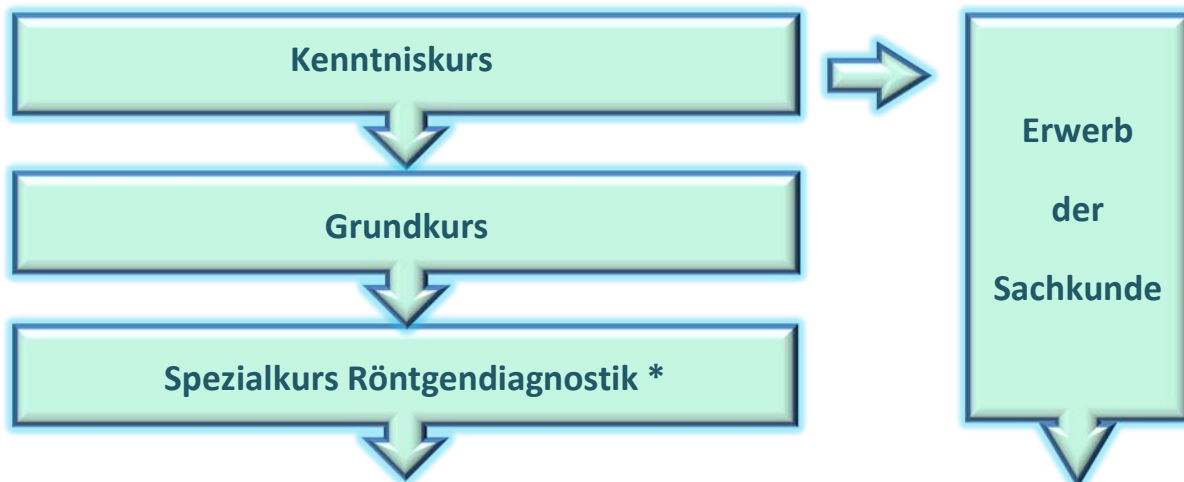 Kenntniskurs
Grundkurs
Spezialkurs Röntgendiagnostik *
Erwerb
der
Sachkunde